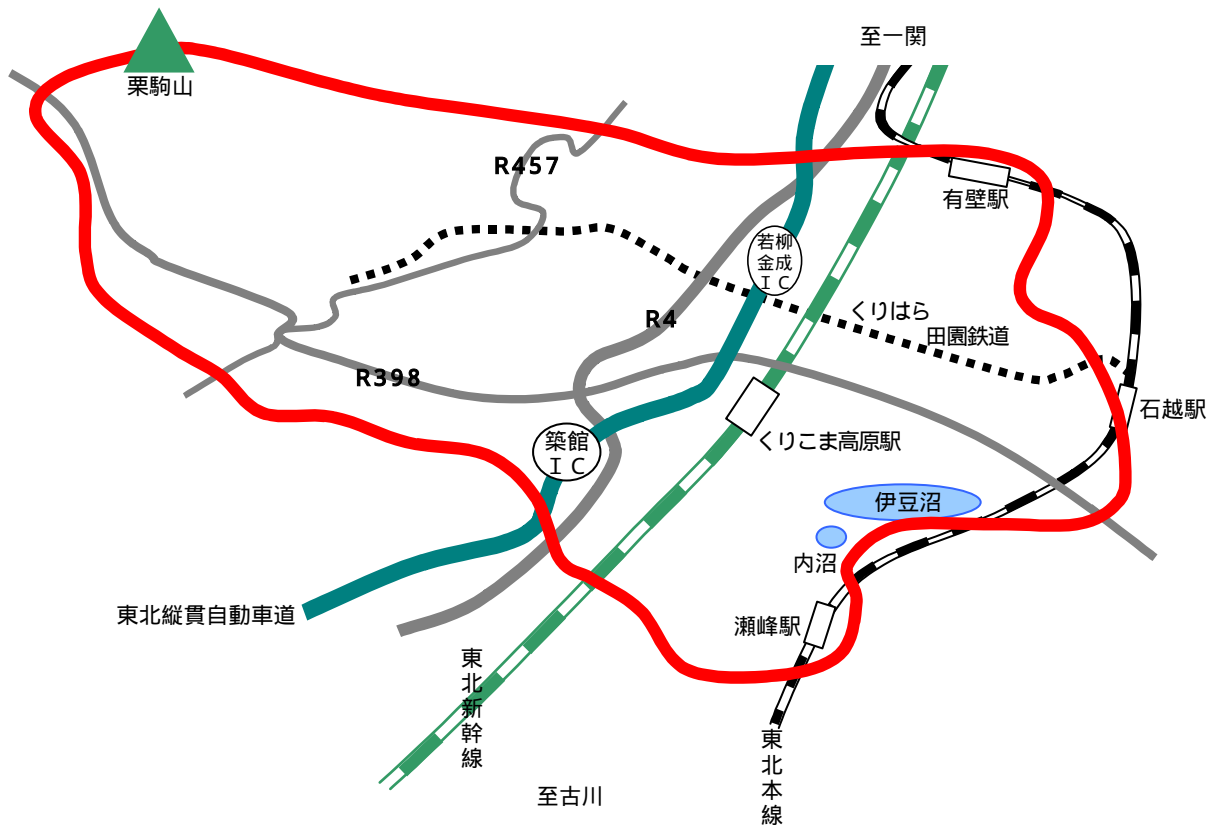 至一関
栗駒山
R457
有壁駅
若柳
金成
ＩＣ
くりはら
田園鉄道
R4
R398
石越駅
くりこま高原駅
築館
ＩＣ
伊豆沼
内沼
東北縦貫自動車道
瀬峰駅
東北新幹線
東北本線
至古川